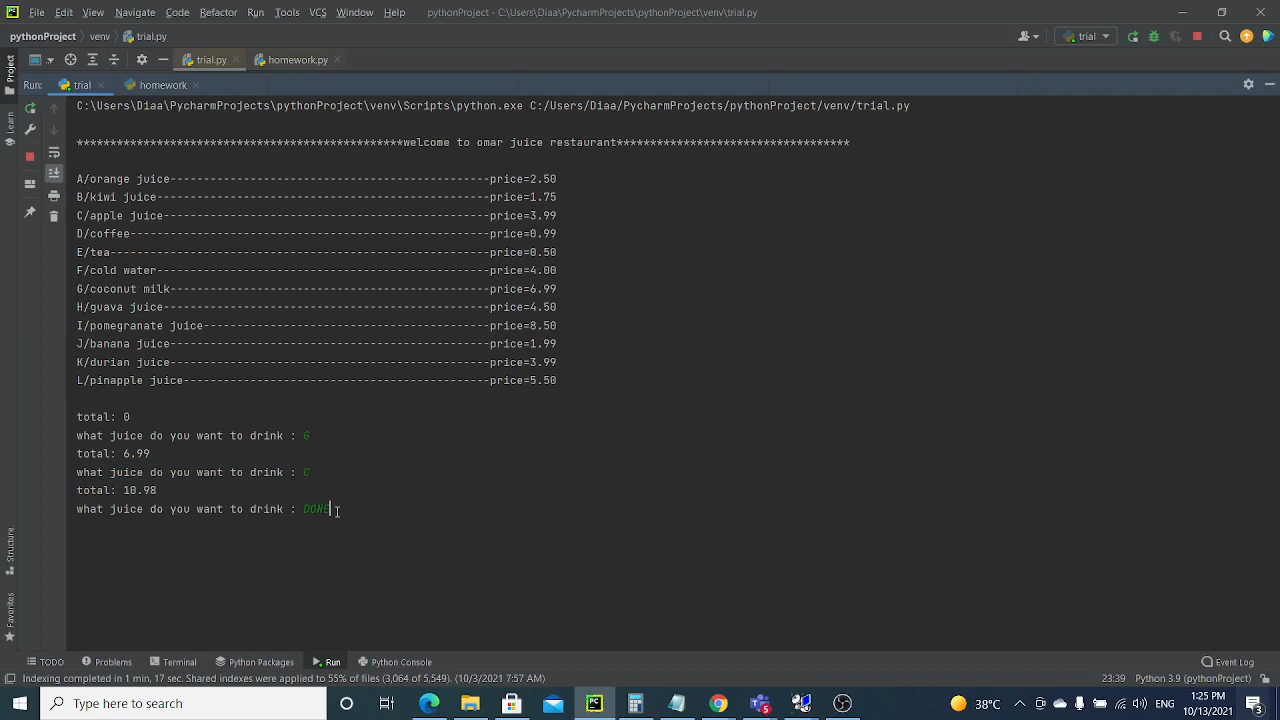 File Edit View Navigate Code Refactor Run Tools VCS Window Help pythonProject - C:\Users\Diaa\PycharmProjects\pythonProject\venv\trial.py
pythonProject venv trial.py trial
Project trial.py homework.py
Run: trial homework
C:\Users\Diaa\PycharmProjects\pythonProject\venv\Scripts\python.exe C:/Users/Diaa/PycharmProjects/pythonProject/venv/trial.py
Learn
*************************************************welcome to omar juice restaurant***********************************
A/orange juice------------------------------------------------price=2.50
B/kiwi juice--------------------------------------------------price=1.75
C/apple juice-------------------------------------------------price=3.99
D/coffee------------------------------------------------------price=0.99
E/tea---------------------------------------------------------price=0.50
F/cold water--------------------------------------------------price=4.00
G/coconut milk------------------------------------------------price=6.99
H/guava juice-------------------------------------------------price=4.50
I/pomegranate juice-------------------------------------------price=8.50
J/banana juice------------------------------------------------price=1.99
K/durian juice------------------------------------------------price=3.99
L/pinapple juice----------------------------------------------price=5.50
total: 0
what juice do you want to drink : G
total: 6.99
what juice do you want to drink : C
total: 10.98
what juice do you want to drink : DONE
Structure
Favorites
TODO Problems Terminal Python Packages Run Python Console Event Log
Indexing completed in 1 min, 17 sec. Shared indexes were applied to 55% of files (3,064 of 5,549). (10/3/2021 7:57 AM) 23:39 Python 3.9 (pythonProject)
Type here to search 38°C ENG 1:25 PM
10/13/2021